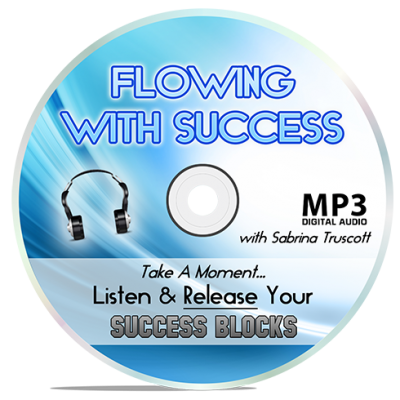 FLOWING
WITH SUCCESS
MP3
DIGITAL AUDIO
with Sabrina Truscott
Take A Moment...
Listen & Release Your
SUCCESS BLOCKS